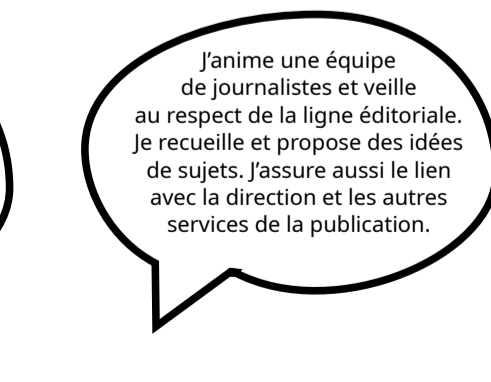 J’anime une équipe
de journalistes et veille
au respect de la ligne éditoriale.
Je recueille et propose des idées
de sujets. J’assure aussi le lien
avec la direction et les autres
services de la publication.